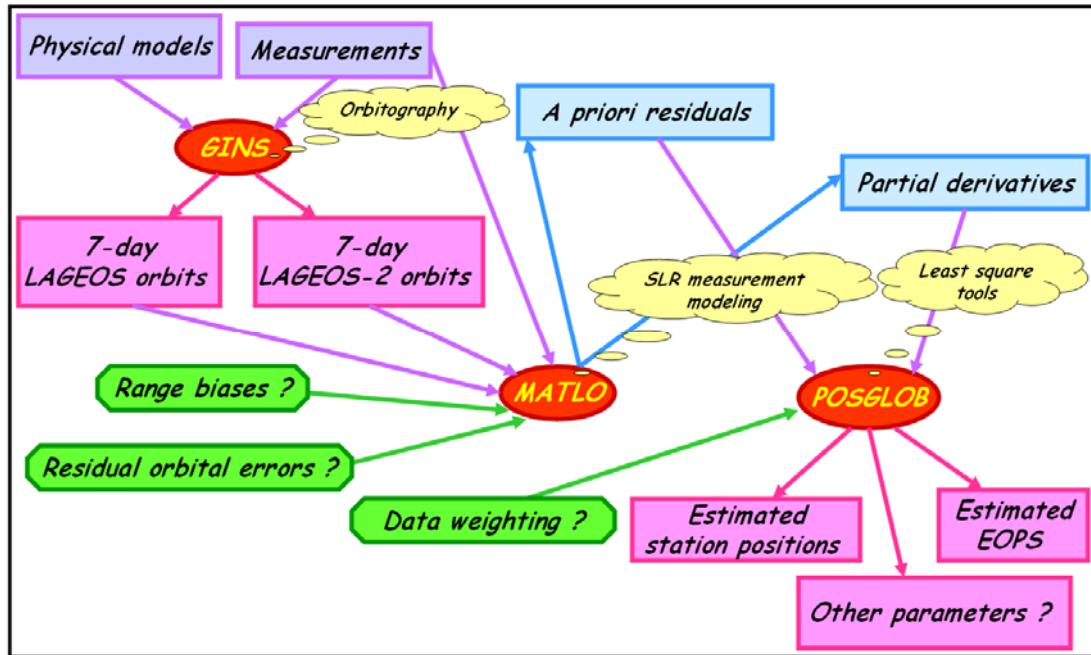 Physical models
Measurements
Orbitography
A priori residuals
GINS
Partial derivatives
7-day
LAGEOS orbits
7-day
LAGEOS-2 orbits
SLR measurement
modeling
Least square
tools
Range biases ?
MATLO
POSGLOB
Residual orbital errors ?
Data weighting ?
Estimated
station positions
Estimated
EOPS
Other parameters ?